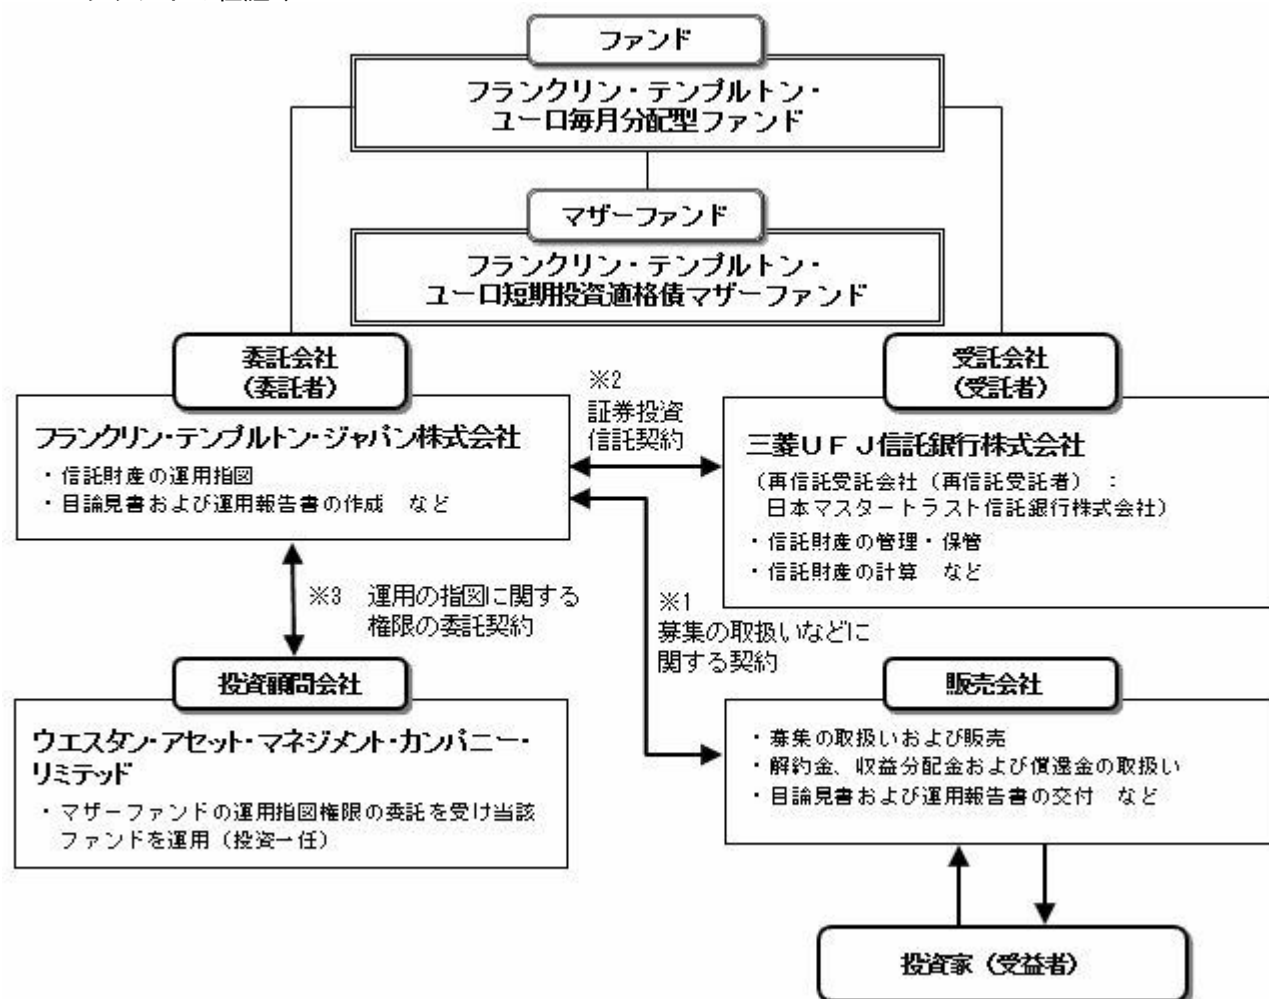 ファンド
フランクリン・テンプルトン・
ユーロ毎月分配型ファンド
マザーファンド
フランクリン・テンプルトン・
ユーロ短期投資適格債マザーファンド
委託会社
（委託者）
フランクリン・テンプルトン・ジャパン株式会社
・信託財産の運用指図
・目論見書および運用報告書の作成　など
※2
証券投資
信託契約
受託会社
（受託者）
三菱ＵＦＪ信託銀行株式会社
（再信託受託会社（再信託受託者）：
日本マスタートラスト信託銀行株式会社）
・信託財産の管理・保管
・信託財産の計算　など
※3　運用の指図に関する
権限の委託契約
※1
募集の取扱いなどに
関する契約
投資顧問会社
ウエスタン・アセット・マネジメント・カンパニー・
リミテッド
・マザーファンドの運用指図権限の委託を受け当該
ファンドを運用（投資一任）
販売会社
・募集の取扱いおよび販売
・解約金、収益分配金および償還金の取扱い
・目論見書および運用報告書の交付　など
投資家（受益者）